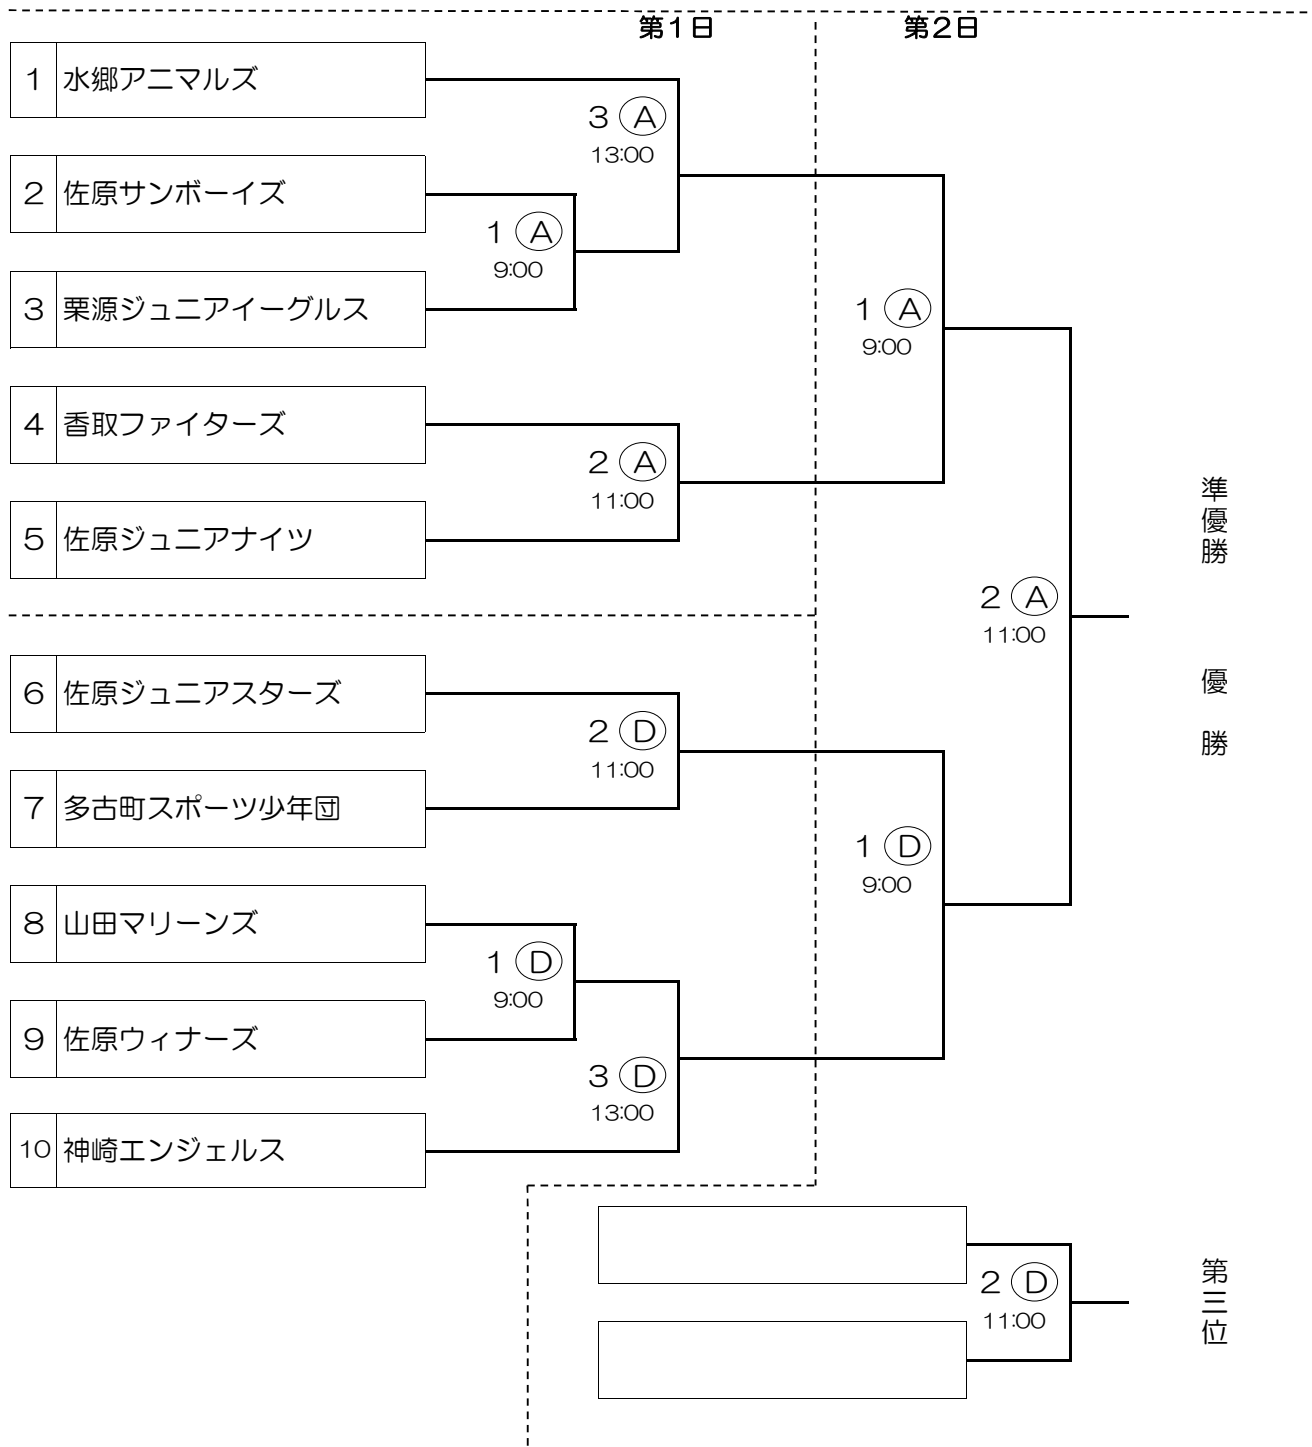 第1日
第2日
1 水郷アニマルズ
3 A
13:00
2 佐原サンボーイズ
1 A
9:00
3 栗源ジュニアイーグルス
1 A
9:00
4 香取ファイターズ
2 A
11:00
5 佐原ジュニアナイツ
準優勝
2 A
11:00
6 佐原ジュニアスターズ
2 D
11:00
優勝
7 多古町スポーツ少年団
1 D
9:00
8 山田マリーンズ
1 D
9:00
9 佐原ウィナーズ
3 D
13:00
10 神崎エンジェルス
2 D
11:00
第三位